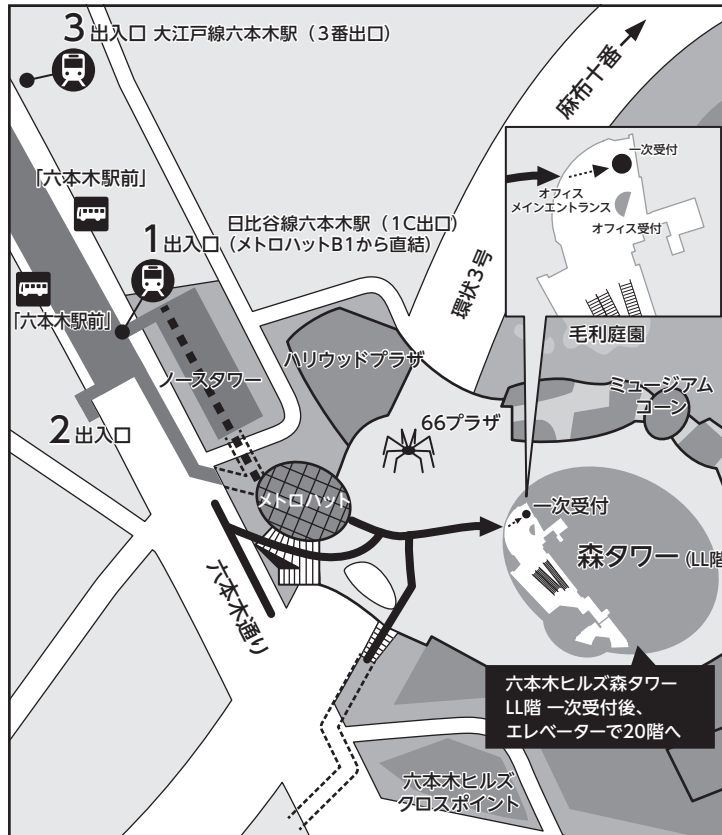 3 出入口 大江戸線六本木駅（3番出口）
麻布十番
「六本木駅前」
一次受付
オフィス
メインエントランス
オフィス受付
日比谷線六本木駅（1C出口）
1 出入口（メトロハットB1から直結）
環状3号
「六本木駅前」
毛利庭園
ハリウッドプラザ
ノースタワー
ミュージアム
コーン
66プラザ
2 出入口
メトロハット
一次受付
森タワー（LL階
六本木通り
六本木ヒルズ森タワー
LL階 一次受付後、
エレベーターで20階へ
六本木ヒルズ
クロスポイント